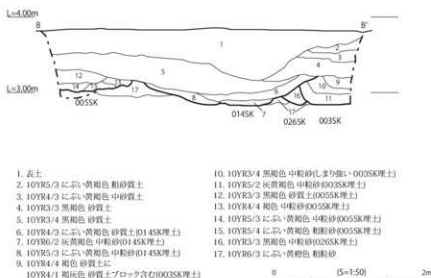 L=4.00m
B
B'
1
2
3
4
5
6
7
8
9
10
11
12
13
14
15
16
17
17
L=3.00m
005SK
014SK
026SK
003SK
1. 表土
2. 10YR5/3 にぶい黄褐色 粗砂質土
3. 10YR4/3 にぶい黄褐色 中砂質土
4. 10YR3/3 黒褐色 砂質土
5. 10YR3/4 黒褐色 砂質土
6. 10YR4/3 にぶい黄褐色 砂質土(014SK埋土)
7. 10YR6/2 灰黄褐色 中粒砂(014SK埋土)
8. 10YR5/3 にぶい黄褐色 中粒砂(014SK埋土)
9. 10YR4/4 褐色 砂質土に
10YR4/1 褐灰色 砂質土ブロック含む(003SK埋土)
10. 10YR3/4 黒褐色 中粒砂(しまり強い 003SK埋土)
11. 10YR5/2 灰黄褐色 中粒砂(003SK埋土)
12. 10YR3/3 黒褐色 砂質土(005SK埋土)
13. 10YR4/4 褐色 中粒砂(005SK埋土)
14. 10YR5/3 にぶい黄褐色 中粒砂(005SK埋土)
15. 10YR5/4 にぶい黄褐色 粗粒砂(005SK埋土)
16. 10YR3/3 黒褐色 中粒砂(026SK埋土)
17. 10YR6/3 にぶい黄橙色 粗粒砂
0 (S=1:50) 2m